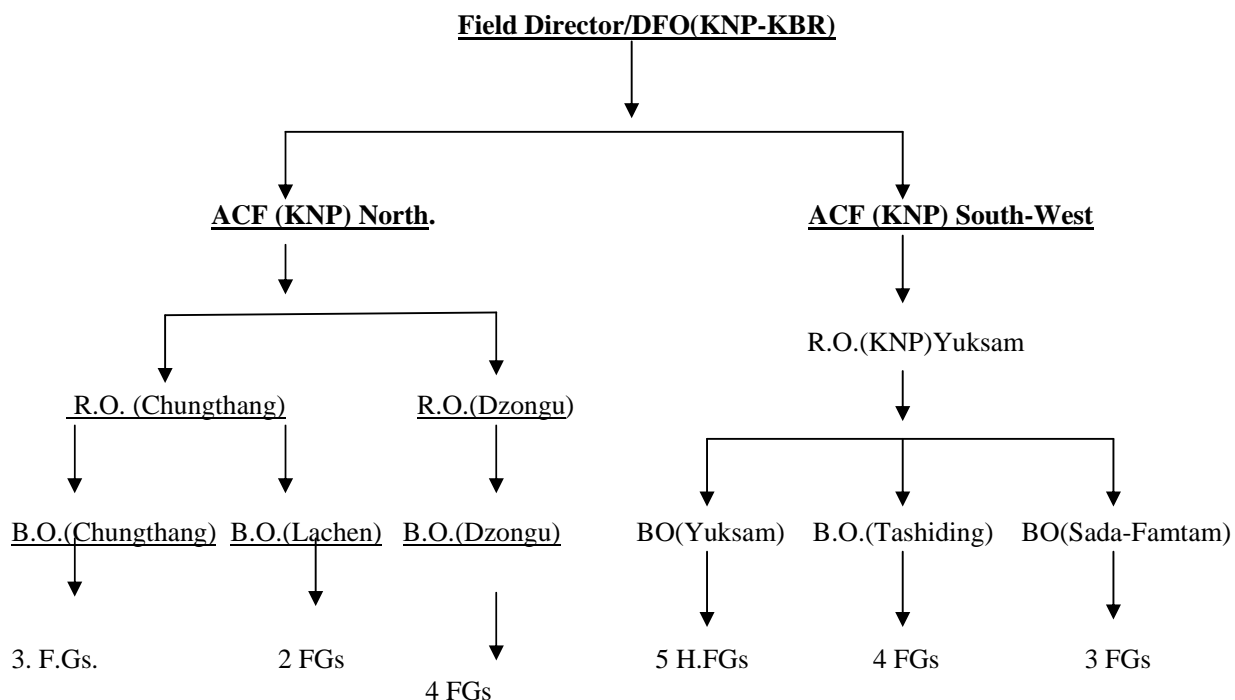 Field Director/DFO(KNP-KBR)
ACF (KNP) North.
ACF (KNP) South-West
R.O.(KNP)Yuksam
R.O. (Chungthang)
R.O.(Dzongu)
B.O.(Chungthang)
B.O.(Lachen)
B.O.(Dzongu)
BO(Yuksam)
B.O.(Tashiding)
BO(Sada-Famtam)
3. F.Gs.
2 FGs
4 FGs
5 H.FGs
4 FGs
3 FGs